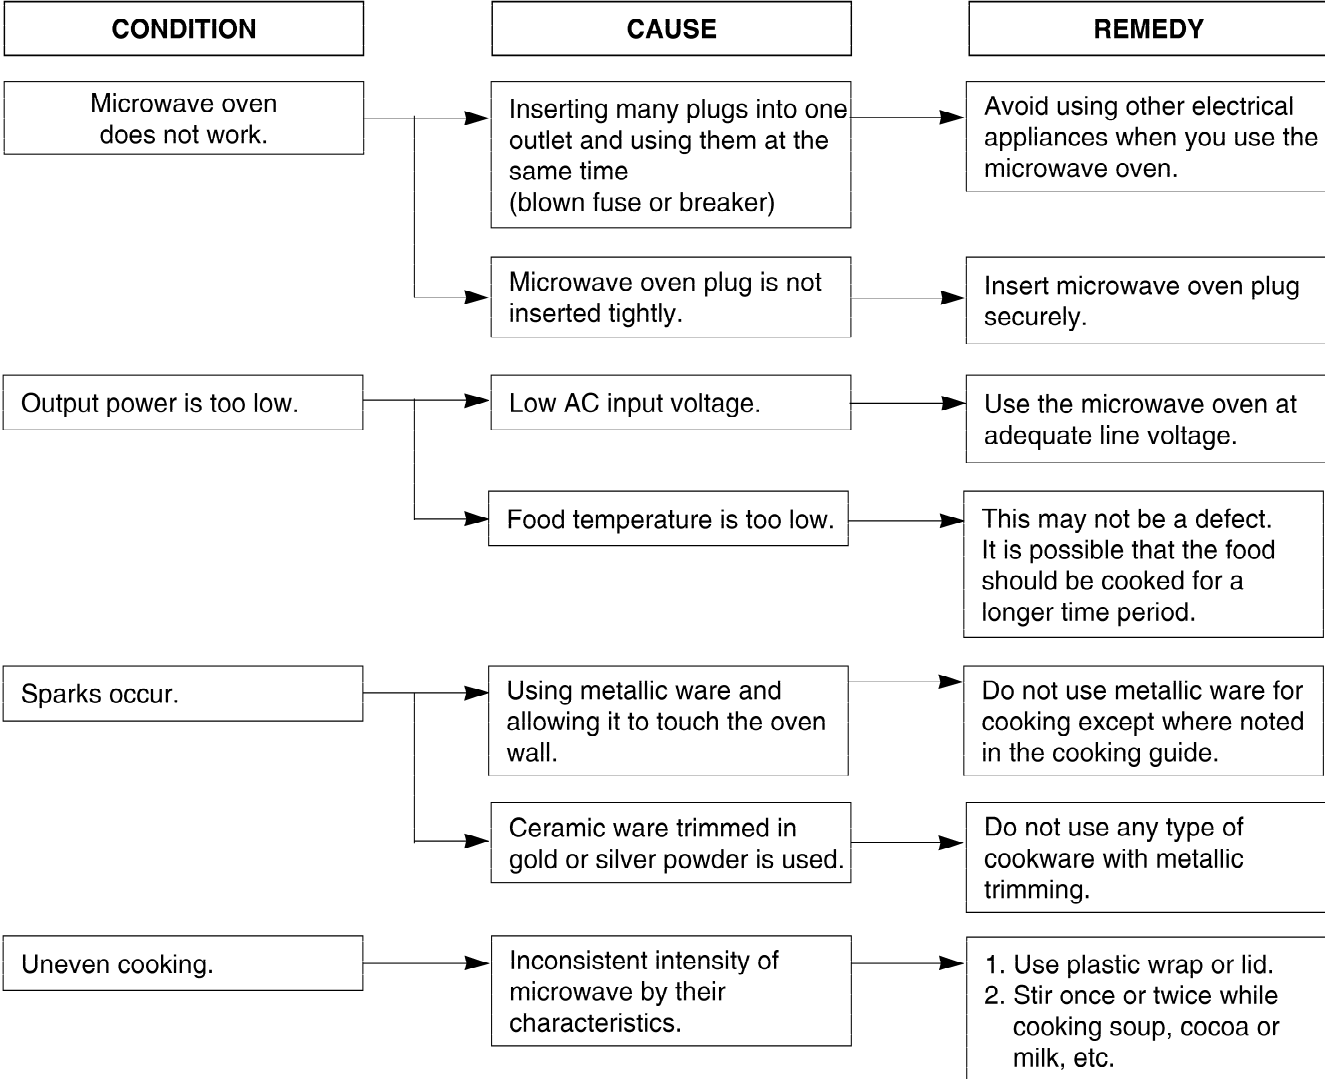 CONDITION
CAUSE
REMEDY
Microwave oven
does not work.
Inserting many plugs into one
outlet and using them at the
same time
(blown fuse or breaker)
Avoid using other electrical
appliances when you use the
microwave oven.
Microwave oven plug is not
inserted tightly.
Insert microwave oven plug
securely.
Output power is too low.
Low AC input voltage.
Use the microwave oven at
adequate line voltage.
Food temperature is too low.
This may not be a defect.
It is possible that the food
should be cooked for a
longer time period.
Sparks occur.
Using metallic ware and
allowing it to touch the oven
wall.
Do not use metallic ware for
cooking except where noted
in the cooking guide.
Ceramic ware trimmed in
gold or silver powder is used.
Do not use any type of
cookware with metallic
trimming.
Uneven cooking.
Inconsistent intensity of
microwave by their
characteristics.
1. Use plastic wrap or lid.
2. Stir once or twice while
cooking soup, cocoa or
milk, etc.